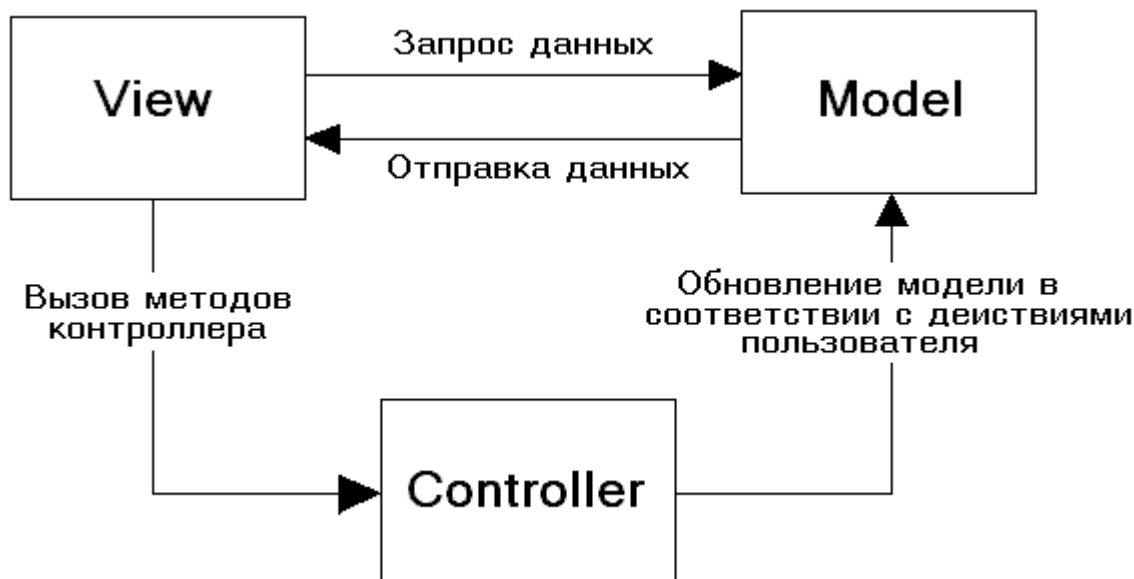 View
Запрос данных
Model
Отправка данных
Вызов методов
контроллера
Обновление модели в
соответствии с деиствиями
пользователя
Controller